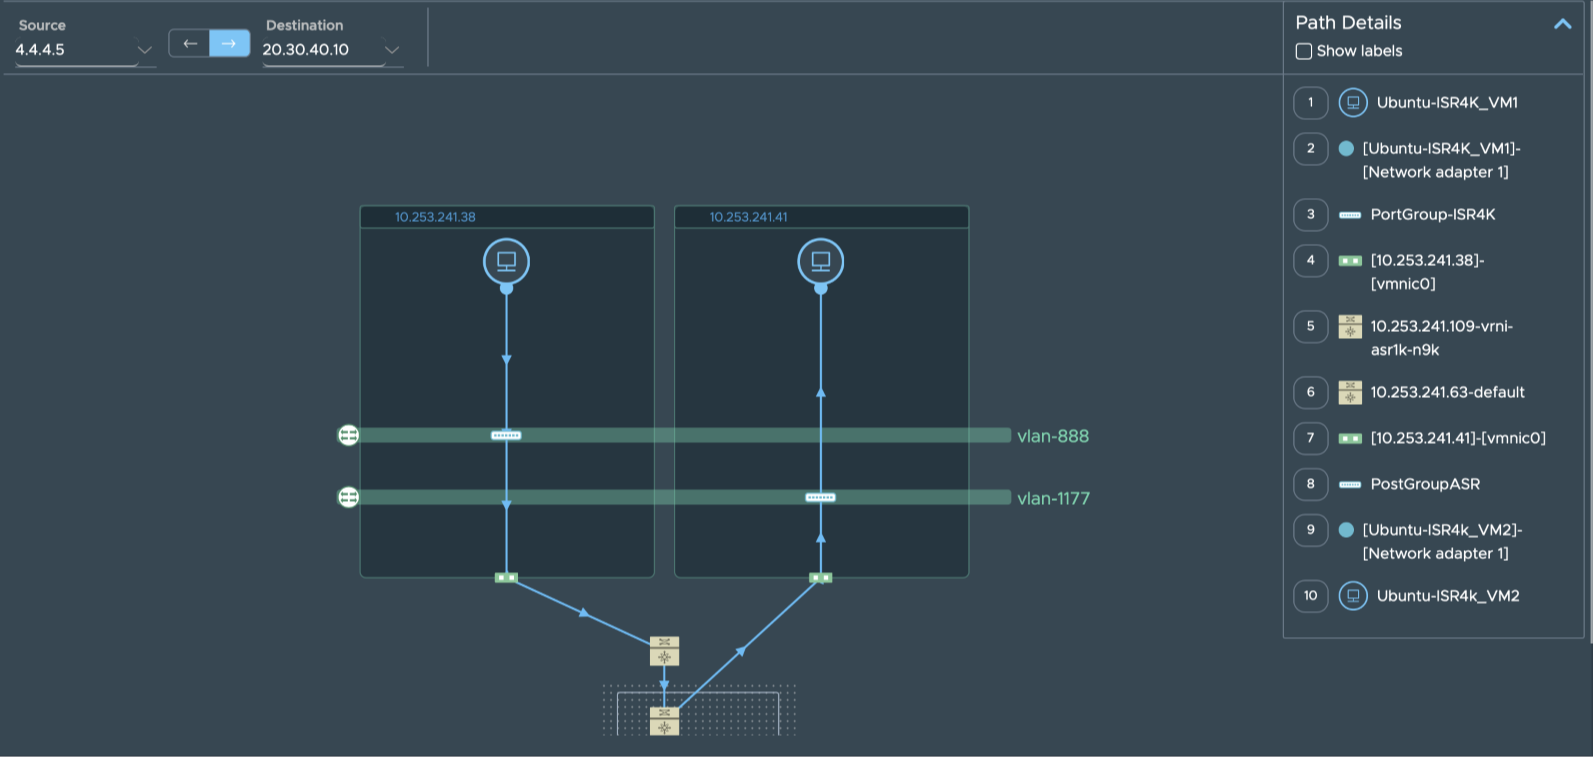 Source
4.4.4.5
Destination
20.30.40.10
Path Details
Show labels
10.253.241.38
10.253.241.41
vlan-888
vlan-1177
1
Ubuntu-ISR4K_VM1
2
[Ubuntu-ISR4K_VM1]-
[Network adapter 1]
3
PortGroup-ISR4K
4
[10.253.241.38]-
[vmnic0]
5
10.253.241.109-vrni-
asr1k-n9k
6
10.253.241.63-default
7
[10.253.241.41]-[vmnic0]
8
PostGroupASR
9
[Ubuntu-ISR4k_VM2]-
[Network adapter 1]
10
Ubuntu-ISR4k_VM2